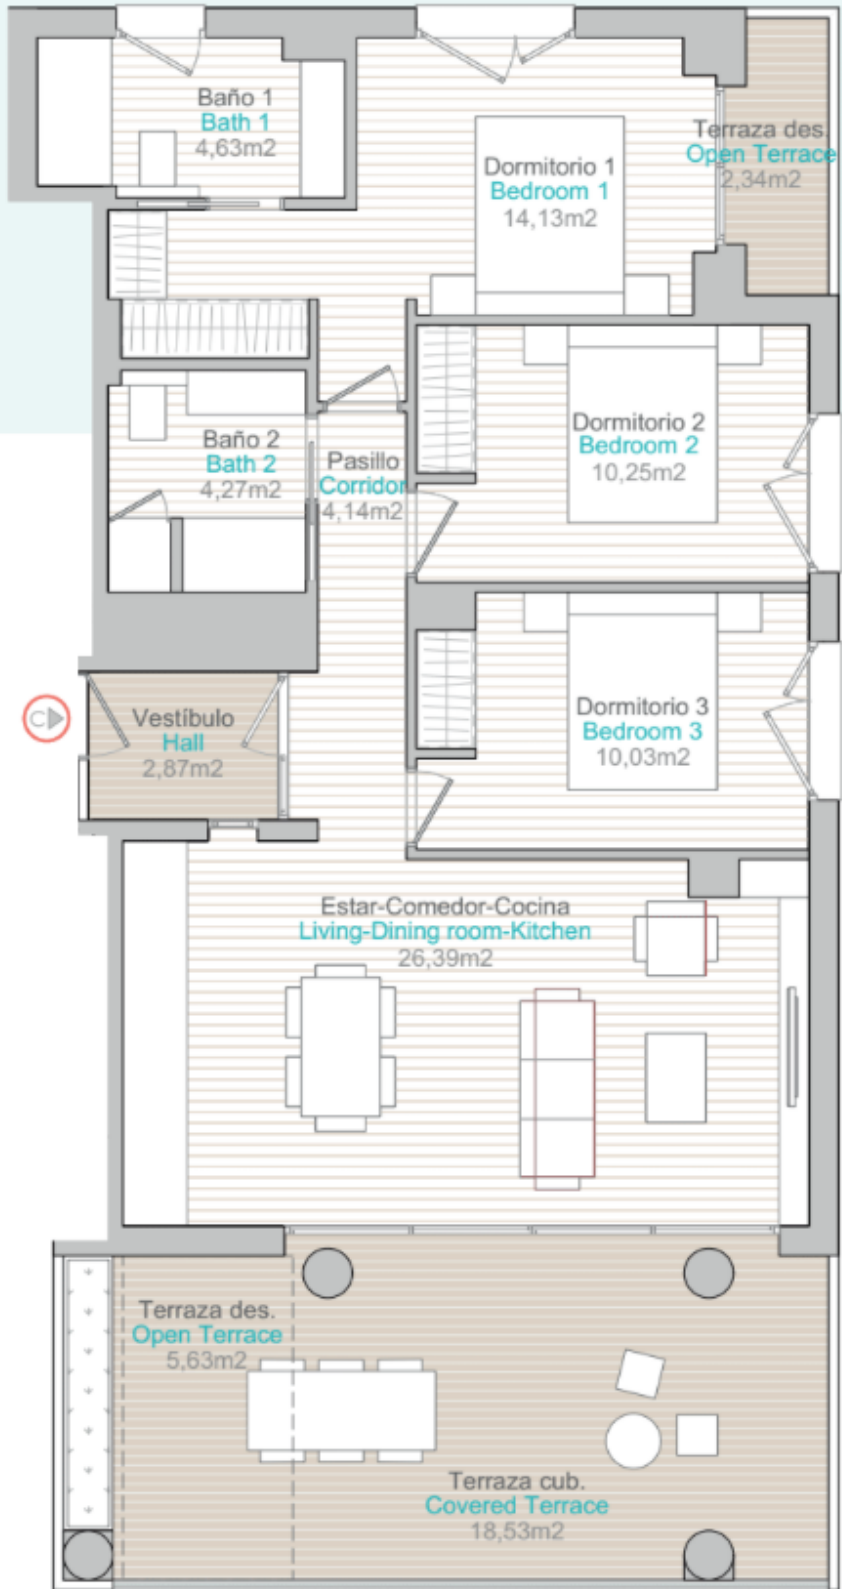 Baño 1
Bath 1
4,63m2
Dormitorio 1
Bedroom 1
14,13m2
Terraza des.
Open Terrace
2,34m2
Baño 2
Bath 2
4,27m2
Pasillo
Corridor
4,14m2
Dormitorio 2
Bedroom 2
10,25m2
Vestíbulo
Hall
2,87m2
C
Dormitorio 3
Bedroom 3
10,03m2
Estar-Comedor-Cocina
Living-Dining room-Kitchen
26,39m2
Terraza des.
Open Terrace
5,63m2
Terraza cub.
Covered Terrace
18,53m2